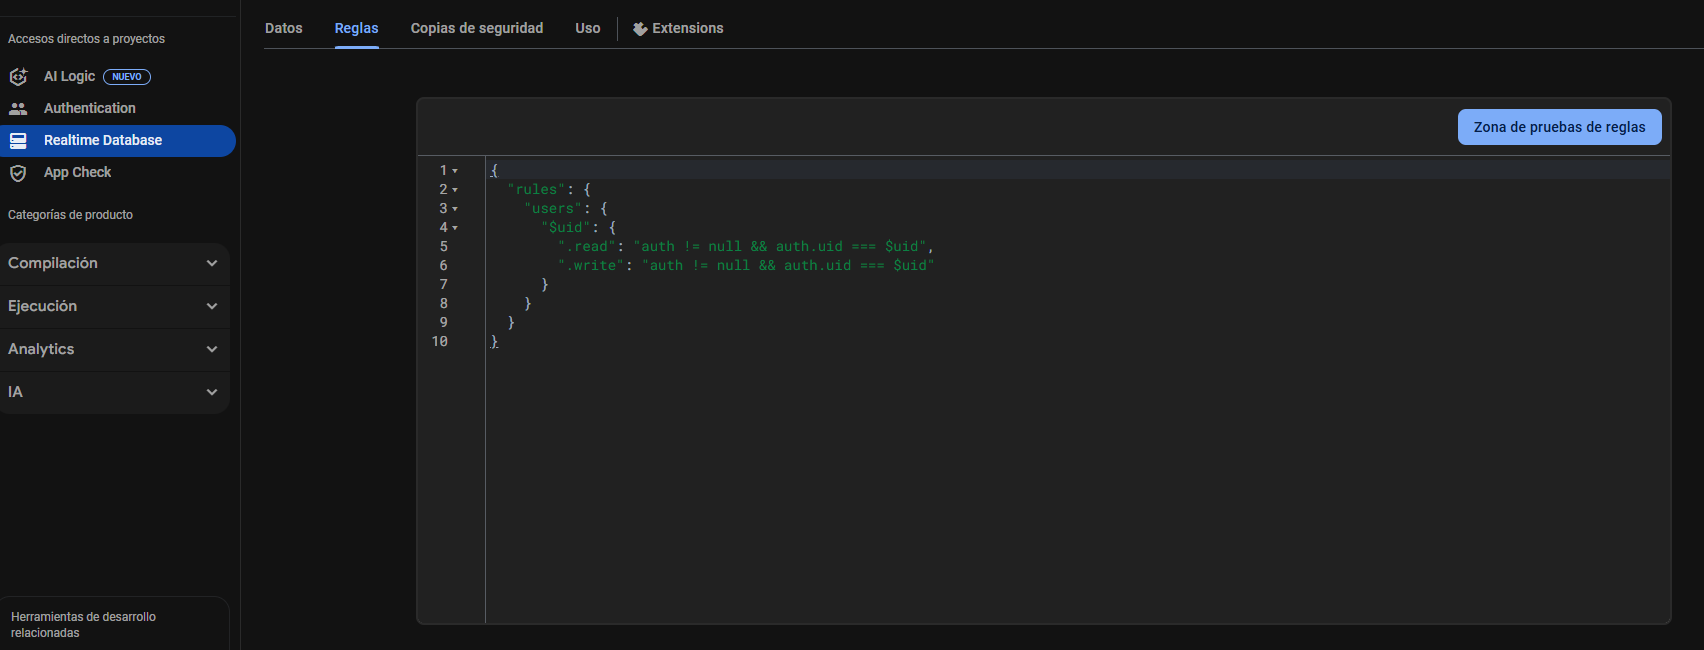 Accesos directos a proyectos
AI Logic NUEVO
Authentication
Realtime Database
App Check
Categorías de producto
Compilación
Ejecución
Analytics
IA
Herramientas de desarrollo
relacionadas
Datos Reglas Copias de seguridad Uso Extensions
Zona de pruebas de reglas
1 {
2 "rules": {
3 "users": {
4 "$uid": {
5 ".read": "auth != null && auth.uid === $uid",
6 ".write": "auth != null && auth.uid === $uid"
7 }
8 }
9 }
10 }